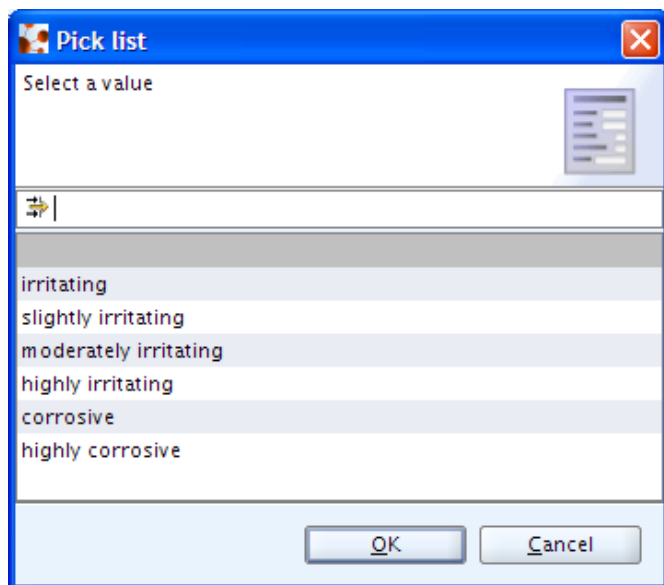 Pick list
Select a value
irritating
slightly irritating
moderately irritating
highly irritating
corrosive
highly corrosive
OK
Cancel